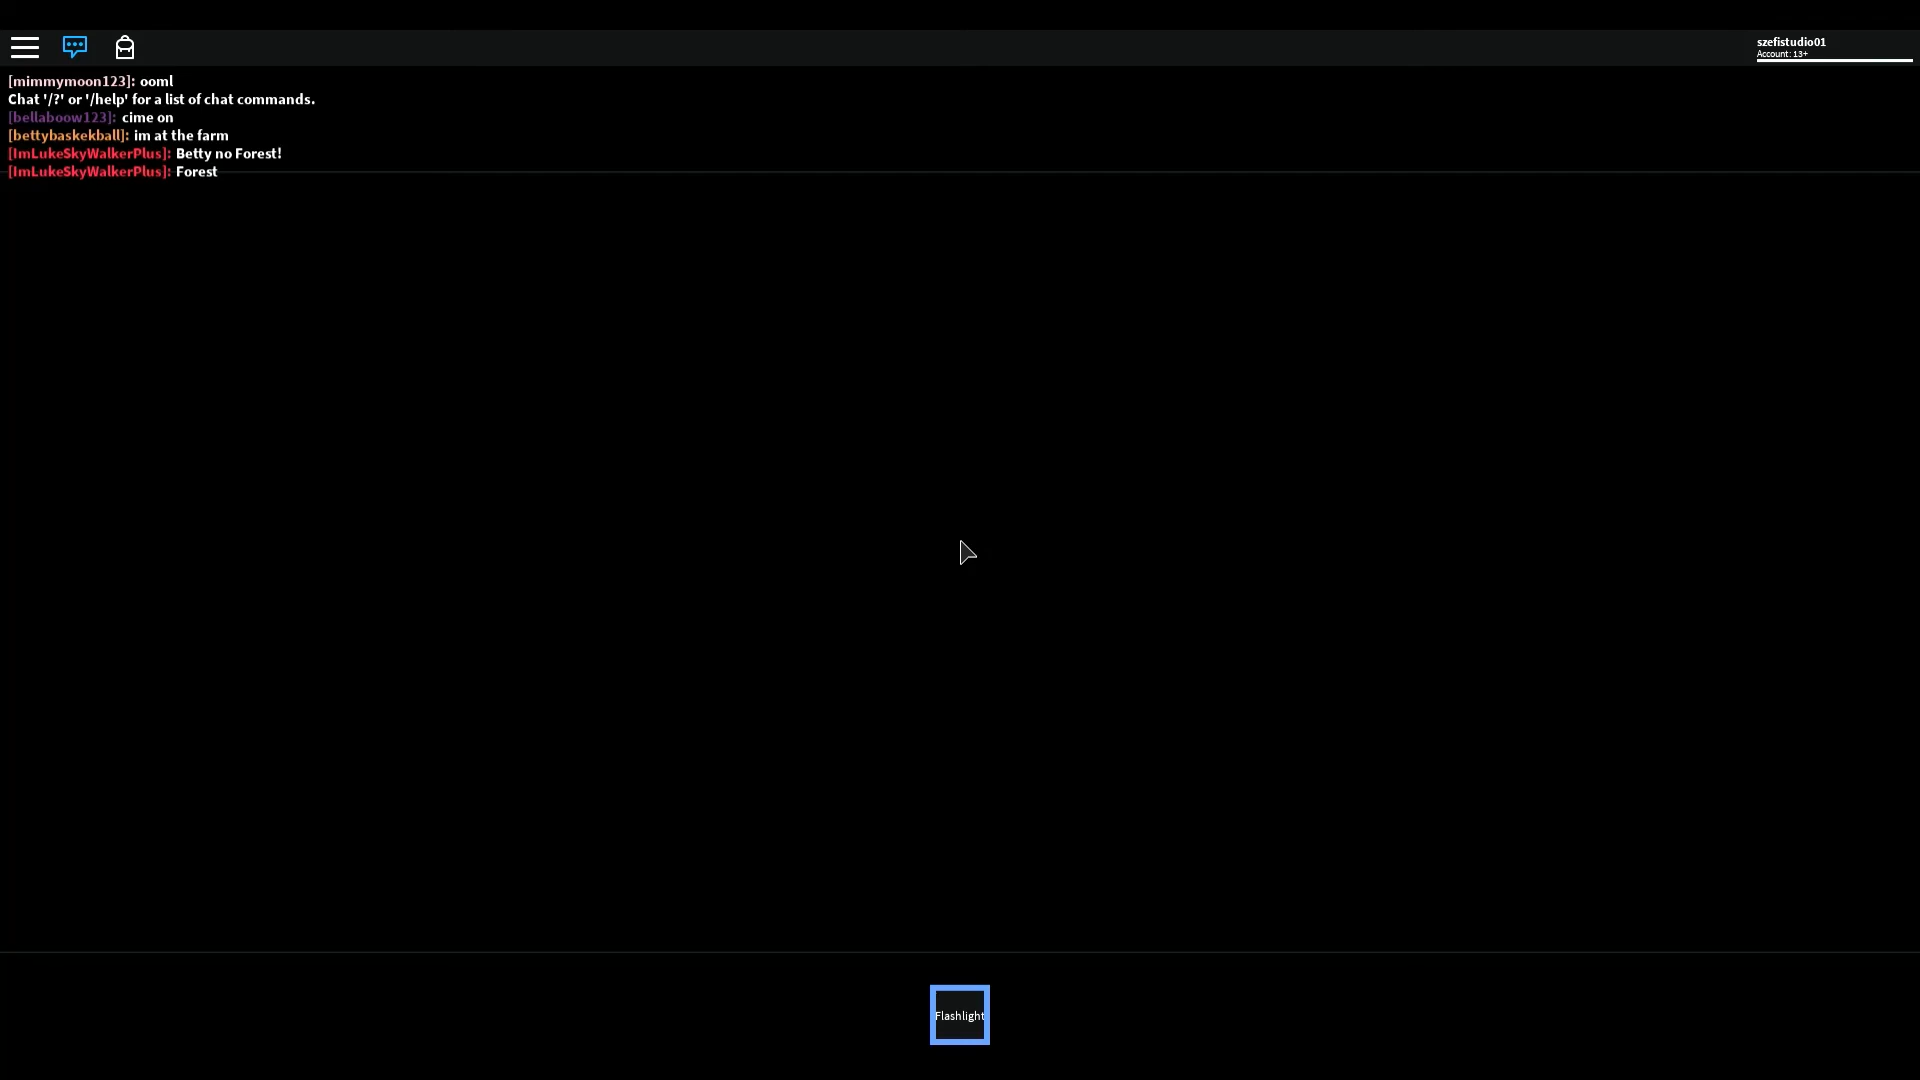 szefistudio01
Account: 13+
[mimmymoon123]: ooml
Chat '/?' or '/help' for a list of chat commands.
[bellaboow123]: cime on
[bettybaskekball]: im at the farm
[ImLukeSkyWalkerPlus]: Betty no Forest!
[ImLukeSkyWalkerPlus]: Forest
Flashlight